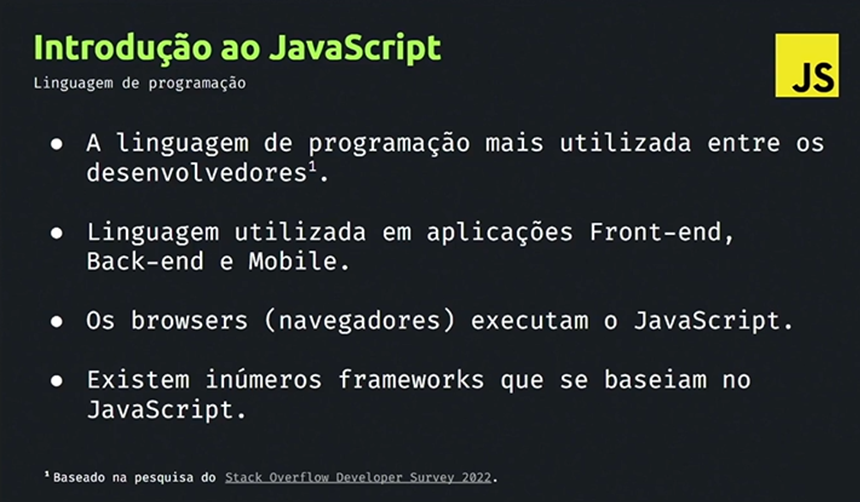 Introdução ao JavaScript
Linguagem de programação
JS
● A linguagem de programação mais utilizada entre os
desenvolvedores¹.
● Linguagem utilizada em aplicações Front-end,
Back-end e Mobile.
● Os browsers (navegadores) executam o JavaScript.
● Existem inúmeros frameworks que se baseiam no
JavaScript.
¹ Baseado na pesquisa do Stack Overflow Developer Survey 2022.